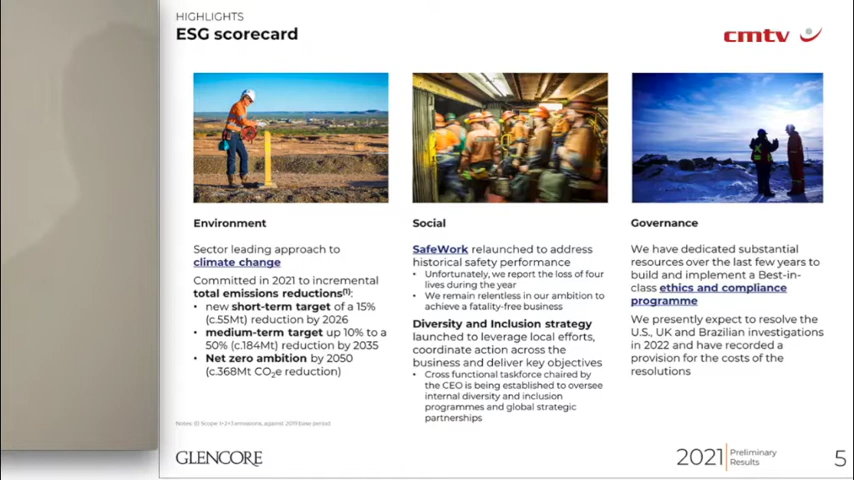 HIGHLIGHTS
ESG scorecard
cmtv
Environment
Sector leading approach to
climate change
Committed in 2021 to incremental
total emissions reductions(1):
• new short-term target of a 15%
(c.55Mt) reduction by 2026
• medium-term target up 10% to a
50% (c.184Mt) reduction by 2035
• Net zero ambition by 2050
(c.368Mt CO2e reduction)
Social
SafeWork relaunched to address
historical safety performance
• Unfortunately, we report the loss of four
lives during the year
• We remain relentless in our ambition to
achieve a fatality-free business
Diversity and Inclusion strategy
launched to leverage local efforts,
coordinate action across the
business and deliver key objectives
• Cross functional taskforce chaired by
the CEO is being established to oversee
internal diversity and inclusion
programmes and global strategic
partnerships
Governance
We have dedicated substantial
resources over the last few years to
build and implement a Best-in-
class ethics and compliance
programme
We presently expect to resolve the
U.S., UK and Brazilian investigations
in 2022 and have recorded a
provision for the costs of the
resolutions
Notes: (1) Scope 1+2+3 emissions, against 2019 base period
GLENCORE
2021 Preliminary
Results
5